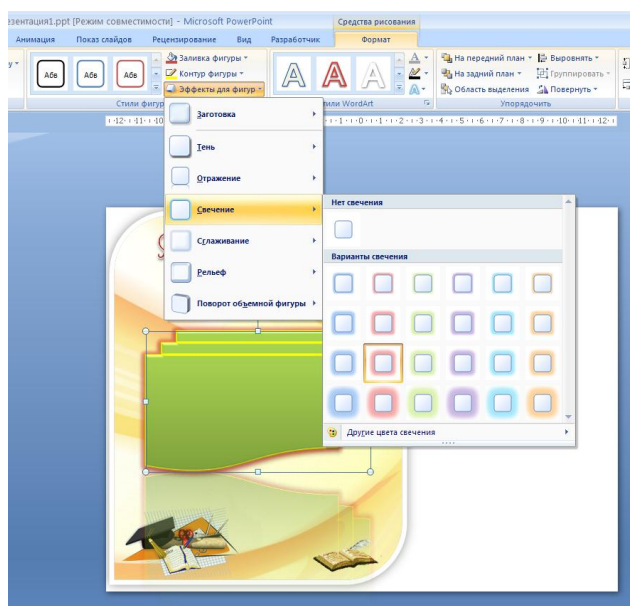 езентацияА1.ppt [Режим совместимости] - Microsoft PowerPoint Средства рисования
Анимация Показ слайдов Рецензирование Вид Разработчик Формат
Абв Абв Абв
Заливка фигуры
Контур фигуры
Эффекты для фигур
На передний план Выровнять
На задний план Группировать
Область выделения Повернуть
Стили фигур
тили WordArt Упорядочить
Заготовка
Тень
Отражение
Свечение
Сглаживание
Рельеф
Поворот объемной фигуры
Нет свечения
Варианты свечения
Другие цвета свечения